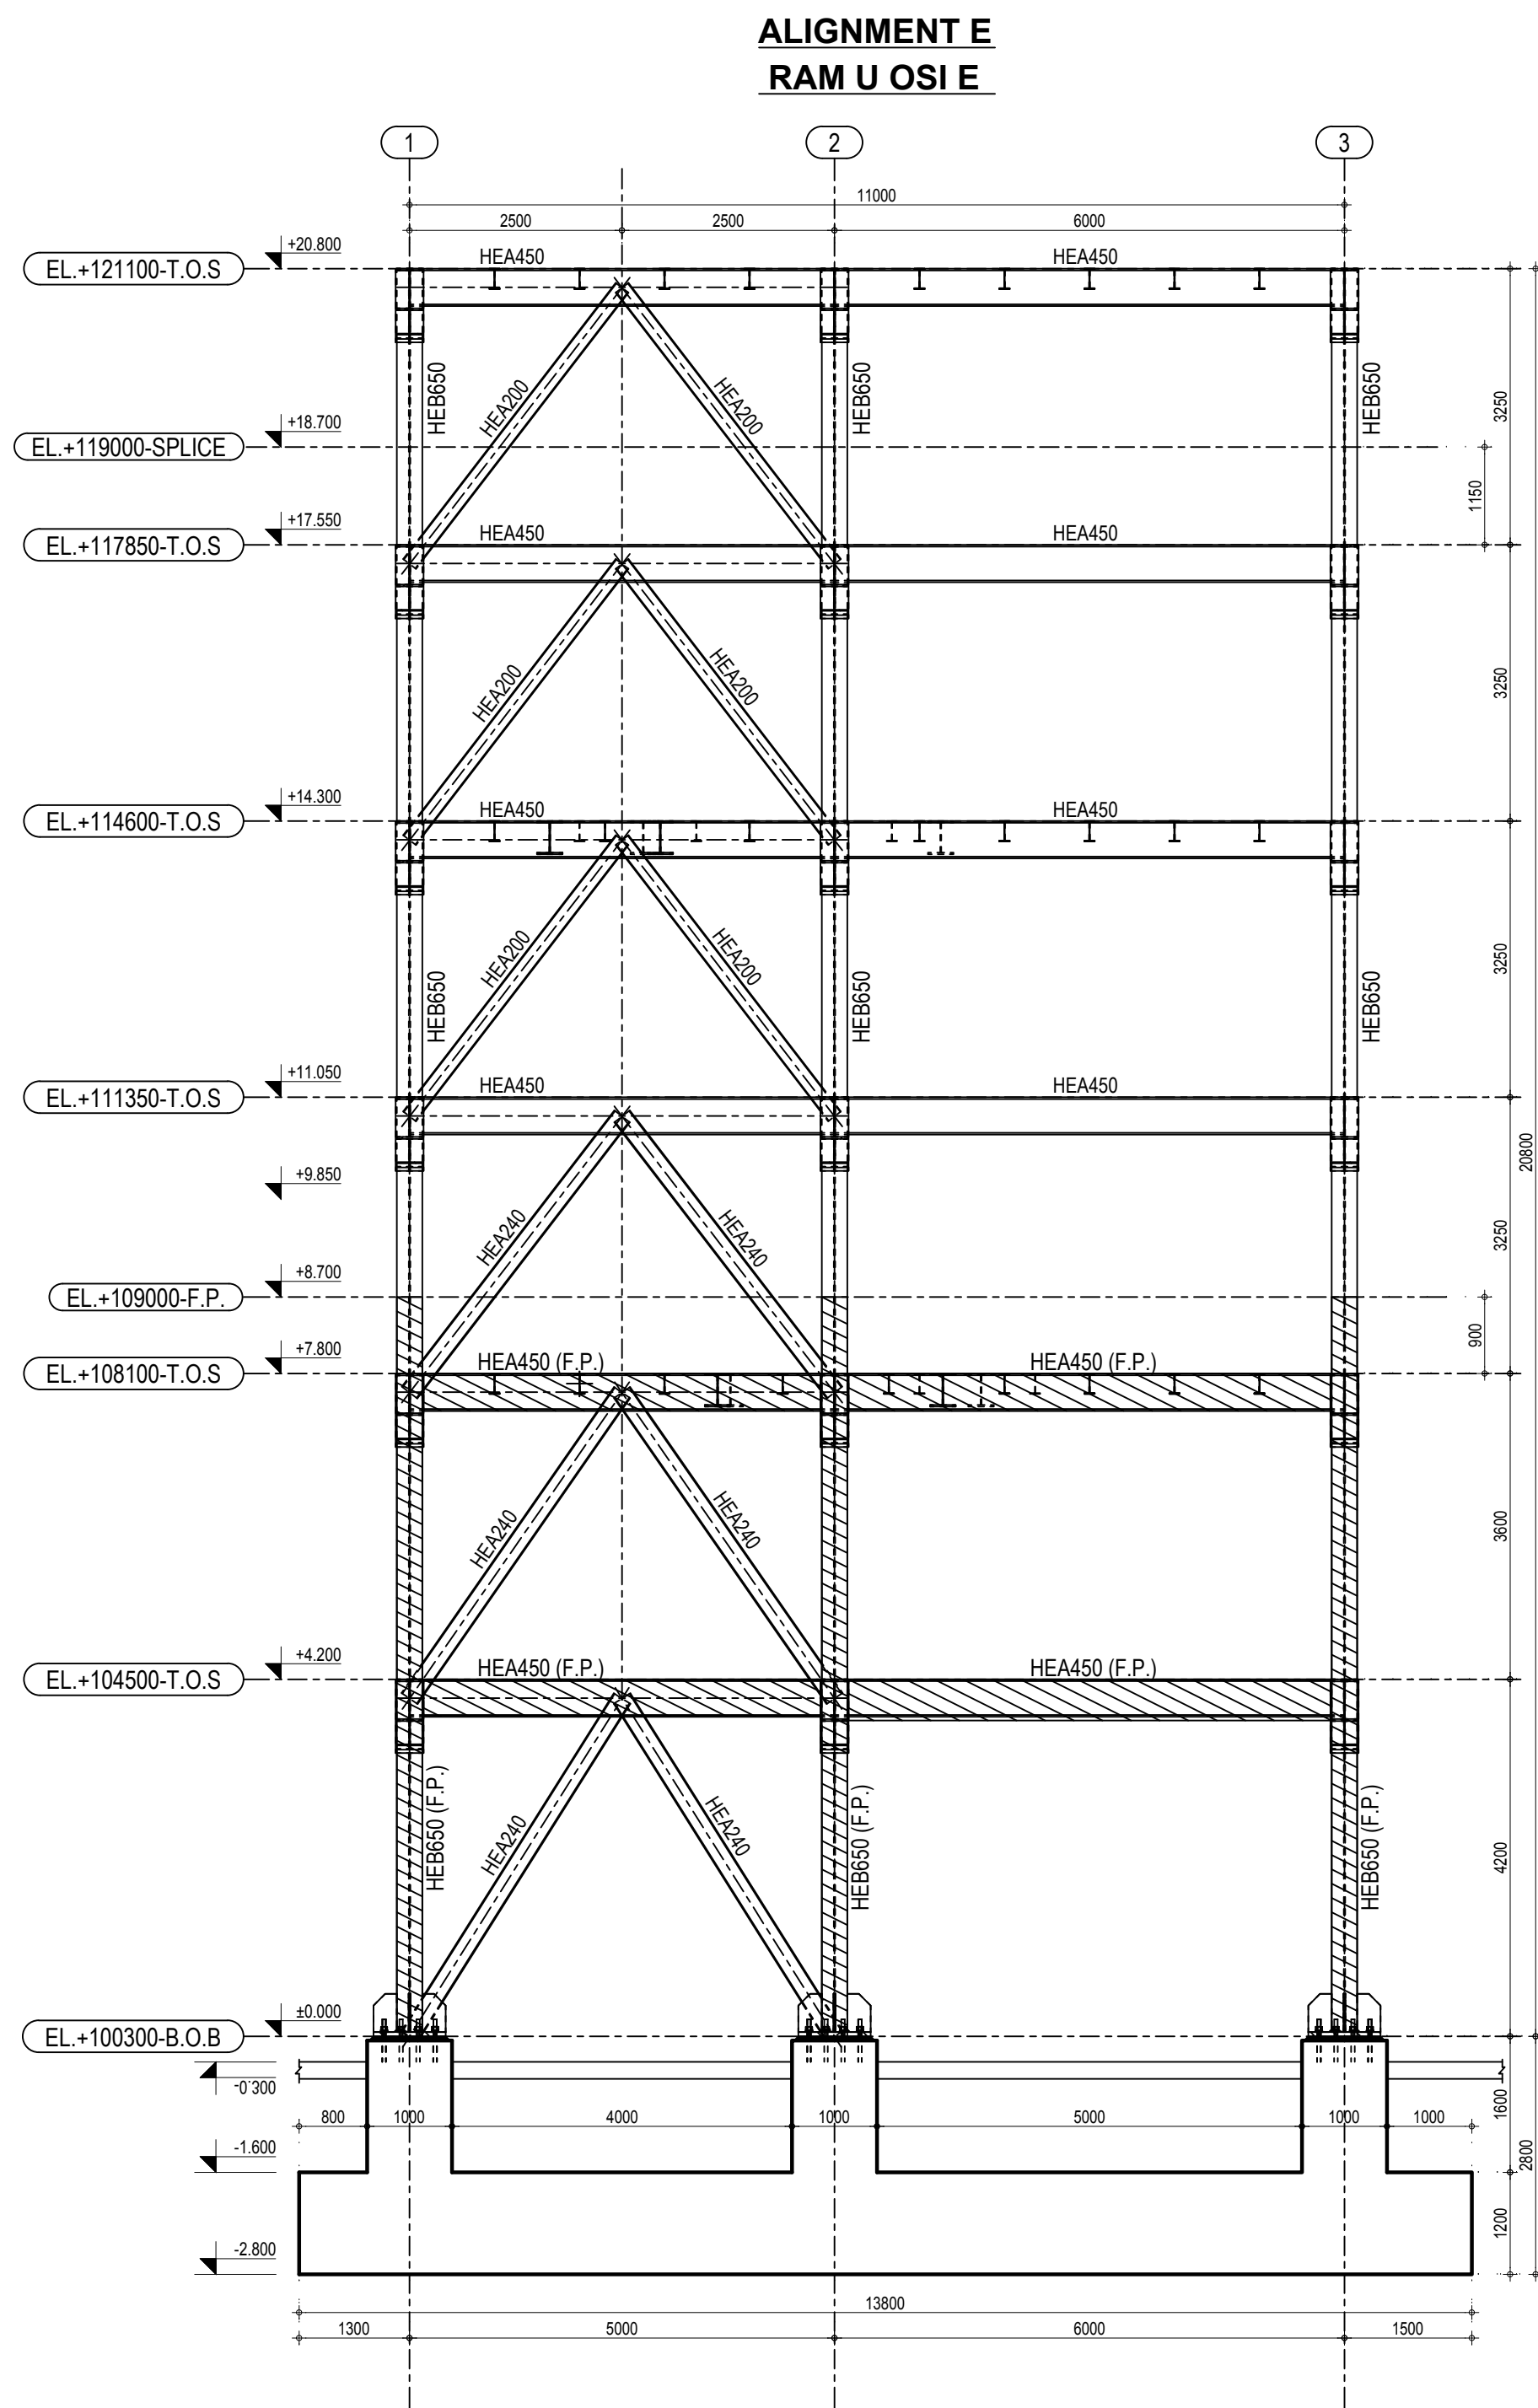 ALIGNMENT E
RAM U OSI E
1
2
3
11000
2500
2500
6000
+20.800
EL.+121100-T.O.S
HEA450
HEA450
HEB650
HEB650
HEB650
HEA200
HEA200
3250
+18.700
EL.+119000-SPLICE
1150
+17.550
EL.+117850-T.O.S
HEA450
HEA450
HEA200
HEA200
3250
+14.300
EL.+114600-T.O.S
HEA450
HEA450
HEA200
HEA200
HEB650
HEB650
HEB650
3250
+11.050
EL.+111350-T.O.S
HEA450
HEA450
20800
+9.850
HEA240
HEA240
3250
+8.700
EL.+109000-F.P.
900
+7.800
EL.+108100-T.O.S
HEA450 (F.P.)
HEA450 (F.P.)
HEA240
HEA240
3600
+4.200
EL.+104500-T.O.S
HEA450 (F.P.)
HEA450 (F.P.)
HEB650 (F.P.)
HEA240
HEA240
HEB650 (F.P.)
HEB650 (F.P.)
4200
±0.000
EL.+100300-B.O.B
-0.300
800
1000
4000
1000
5000
1000
1000
1600
-1.600
2800
1200
-2.800
13800
1300
5000
6000
1500